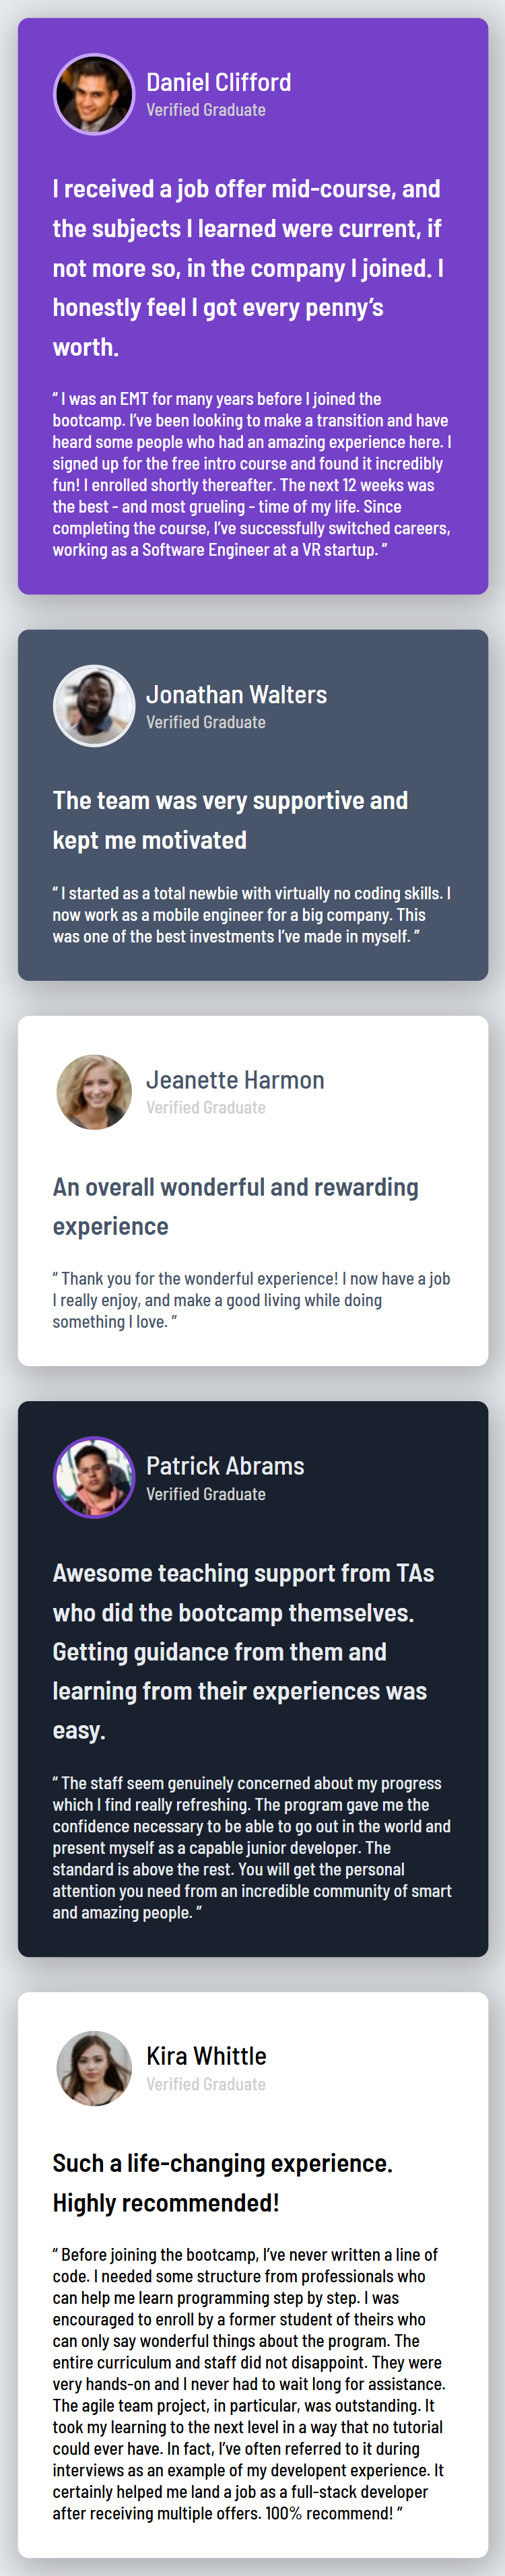 Daniel Clifford
Verified Graduate
I received a job offer mid-course, and
the subjects I learned were current, if
not more so, in the company I joined. I
honestly feel I got every penny’s
worth.
“ I was an EMT for many years before I joined the
bootcamp. I’ve been looking to make a transition and have
heard some people who had an amazing experience here. I
signed up for the free intro course and found it incredibly
fun! I enrolled shortly thereafter. The next 12 weeks was
the best - and most grueling - time of my life. Since
completing the course, I’ve successfully switched careers,
working as a Software Engineer at a VR startup. ”
Jonathan Walters
Verified Graduate
The team was very supportive and
kept me motivated
“ I started as a total newbie with virtually no coding skills. I
now work as a mobile engineer for a big company. This
was one of the best investments I’ve made in myself. ”
Jeanette Harmon
Verified Graduate
An overall wonderful and rewarding
experience
“ Thank you for the wonderful experience! I now have a job
I really enjoy, and make a good living while doing
something I love. ”
Patrick Abrams
Verified Graduate
Awesome teaching support from TAs
who did the bootcamp themselves.
Getting guidance from them and
learning from their experiences was
easy.
“ The staff seem genuinely concerned about my progress
which I find really refreshing. The program gave me the
confidence necessary to be able to go out in the world and
present myself as a capable junior developer. The
standard is above the rest. You will get the personal
attention you need from an incredible community of smart
and amazing people. ”
Kira Whittle
Verified Graduate
Such a life-changing experience.
Highly recommended!
“ Before joining the bootcamp, I’ve never written a line of
code. I needed some structure from professionals who
can help me learn programming step by step. I was
encouraged to enroll by a former student of theirs who
can only say wonderful things about the program. The
entire curriculum and staff did not disappoint. They were
very hands-on and I never had to wait long for assistance.
The agile team project, in particular, was outstanding. It
took my learning to the next level in a way that no tutorial
could ever have. In fact, I’ve often referred to it during
interviews as an example of my developent experience. It
certainly helped me land a job as a full-stack developer
after receiving multiple offers. 100% recommend! ”